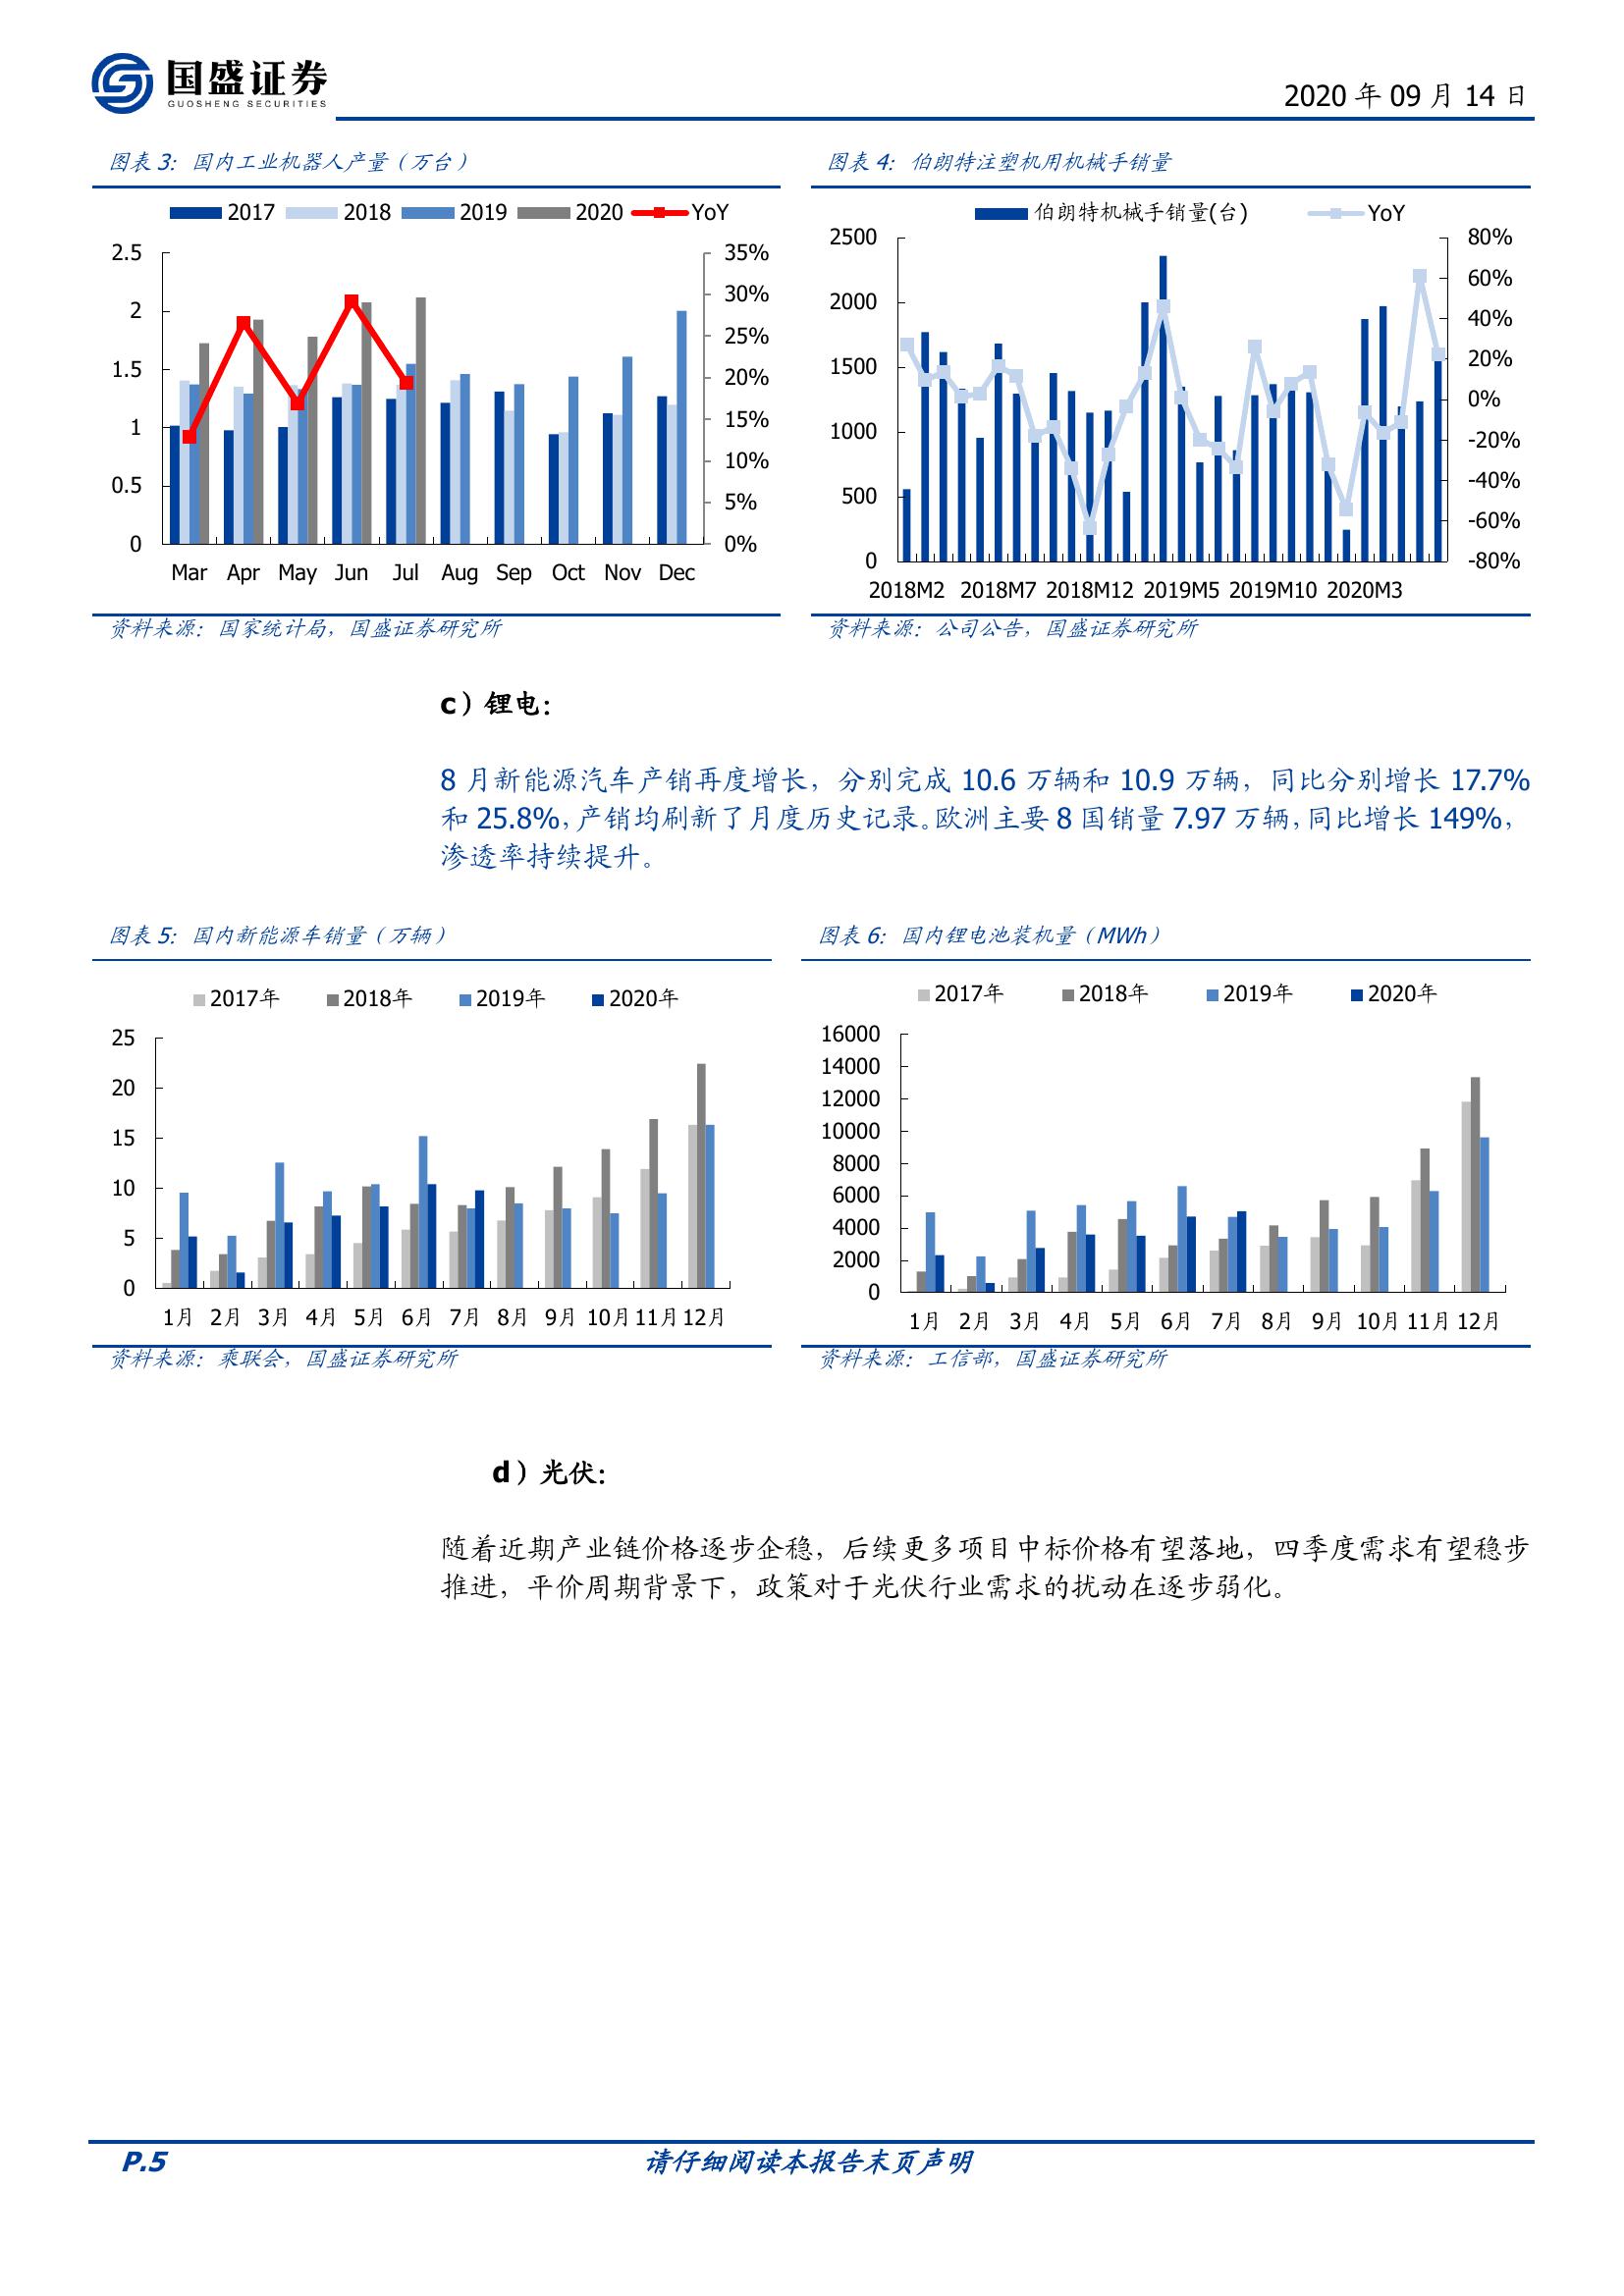 国盛证券
GUOSHENG SECURITIES
2020 年 09 月 14 日
图表 3: 国内工业机器人产量（万台）
2017 2018 2019 2020 YoY
2.5
2
1.5
1
0.5
0
35%
30%
25%
20%
15%
10%
5%
0%
Mar Apr May Jun Jul Aug Sep Oct Nov Dec
资料来源：国家统计局，国盛证券研究所
图表 4: 伯朗特注塑机用机械手销量
伯朗特机械手销量(台) YoY
2500
2000
1500
1000
500
0
80%
60%
40%
20%
0%
-20%
-40%
-60%
-80%
2018M2 2018M7 2018M12 2019M5 2019M10 2020M3
资料来源：公司公告，国盛证券研究所
c）锂电：
8 月新能源汽车产销再度增长，分别完成 10.6 万辆和 10.9 万辆，同比分别增长 17.7%
和 25.8%，产销均刷新了月度历史记录。欧洲主要 8 国销量 7.97 万辆，同比增长 149%，
渗透率持续提升。
图表 5: 国内新能源车销量（万辆）
2017年 2018年 2019年 2020年
25
20
15
10
5
0
1月 2月 3月 4月 5月 6月 7月 8月 9月 10月 11月 12月
资料来源：乘联会，国盛证券研究所
图表 6: 国内锂电池装机量（MWh）
2017年 2018年 2019年 2020年
16000
14000
12000
10000
8000
6000
4000
2000
0
1月 2月 3月 4月 5月 6月 7月 8月 9月 10月 11月 12月
资料来源：工信部，国盛证券研究所
d）光伏：
随着近期产业链价格逐步企稳，后续更多项目中标价格有望落地，四季度需求有望稳步
推进，平价周期背景下，政策对于光伏行业需求的扰动在逐步弱化。
P.5
请仔细阅读本报告末页声明